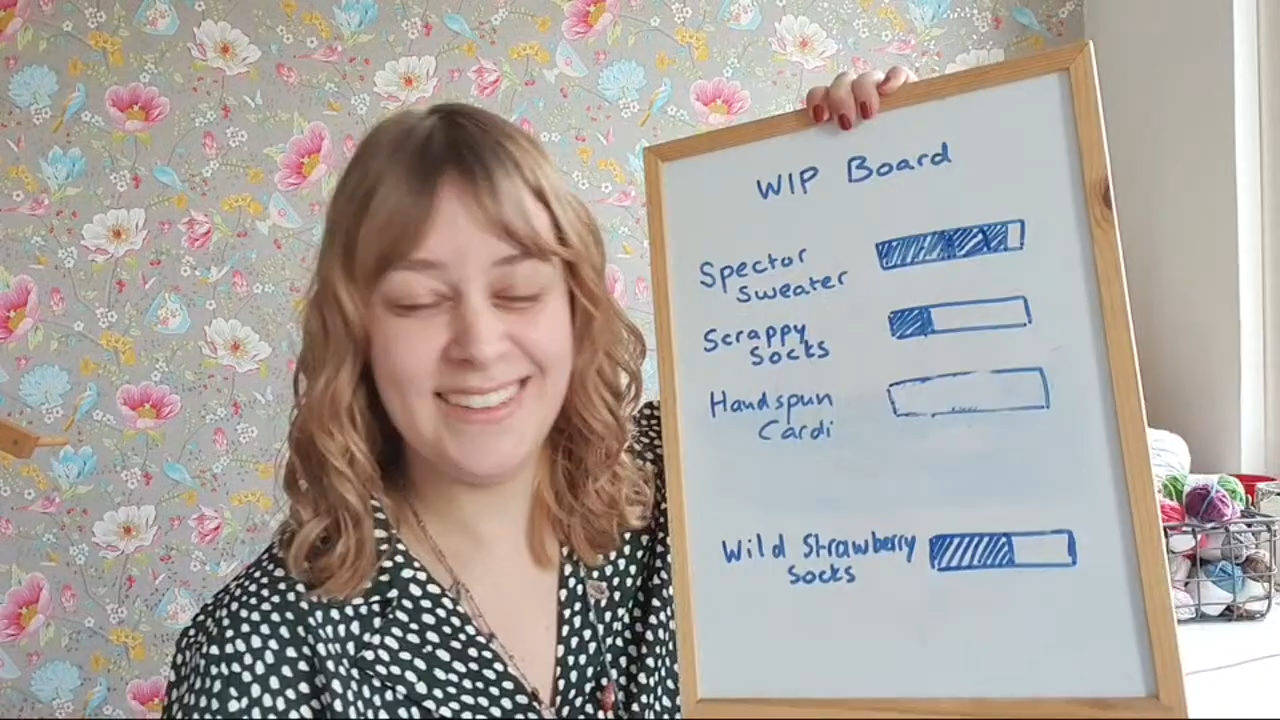 WIP Board
Spector
Sweater
Scrappy
Socks
Handspun
Cardi
Wild Strawberry
Socks